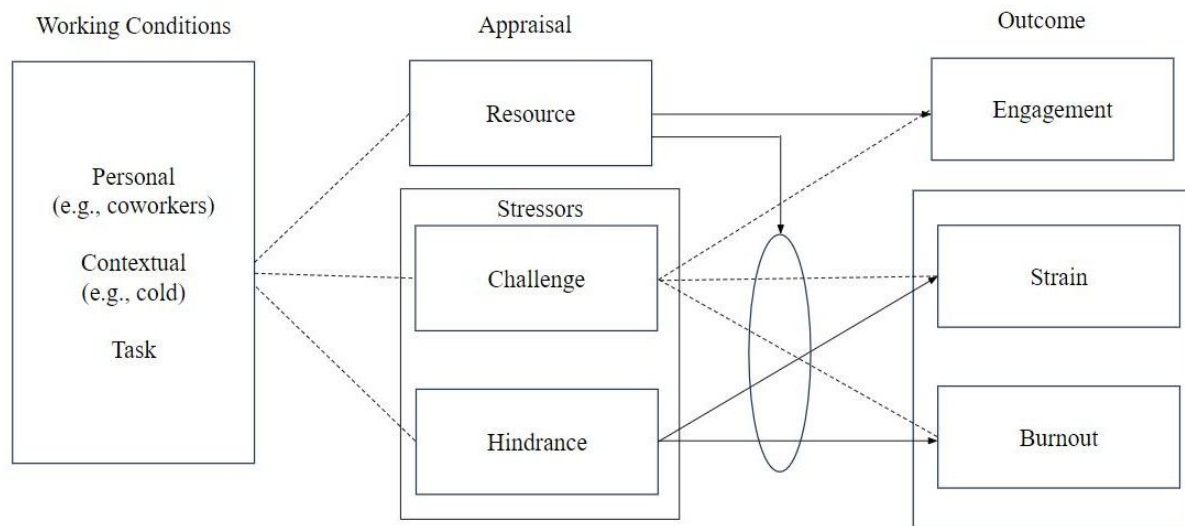 Working Conditions
Appraisal
Outcome
Personal
(e.g., coworkers)
Contextual
(e.g., cold)
Task
Resource
Stressors
Challenge
Hindrance
Engagement
Strain
Burnout